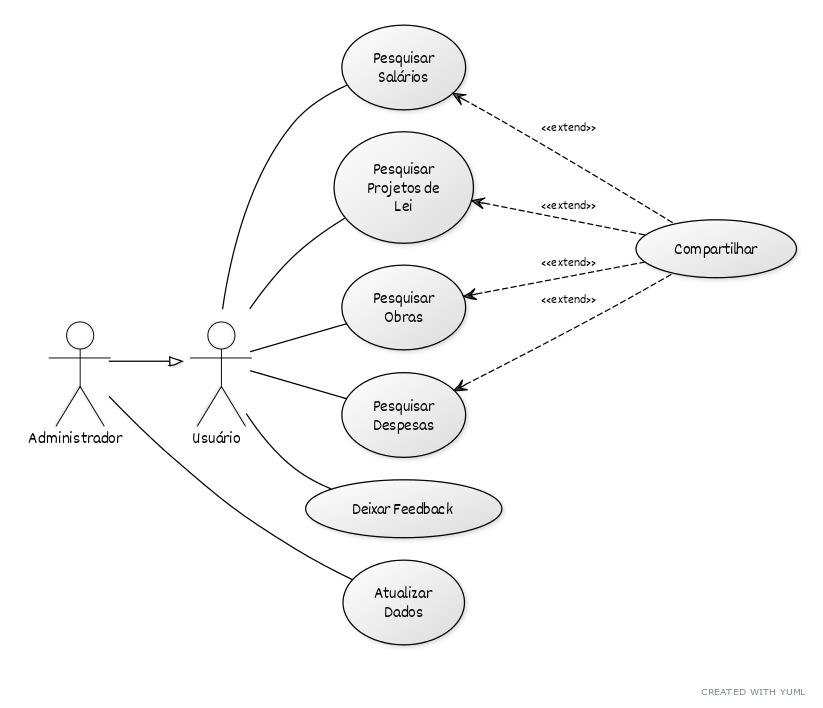 Pesquisar
Salários
<<extend>>
Pesquisar
Projetos de
Lei
<<extend>>
Compartilhar
<<extend>>
Pesquisar
Obras
<<extend>>
Pesquisar
Despesas
Administrador
Usuário
Deixar Feedback
Atualizar
Dados
CREATED WITH YUML